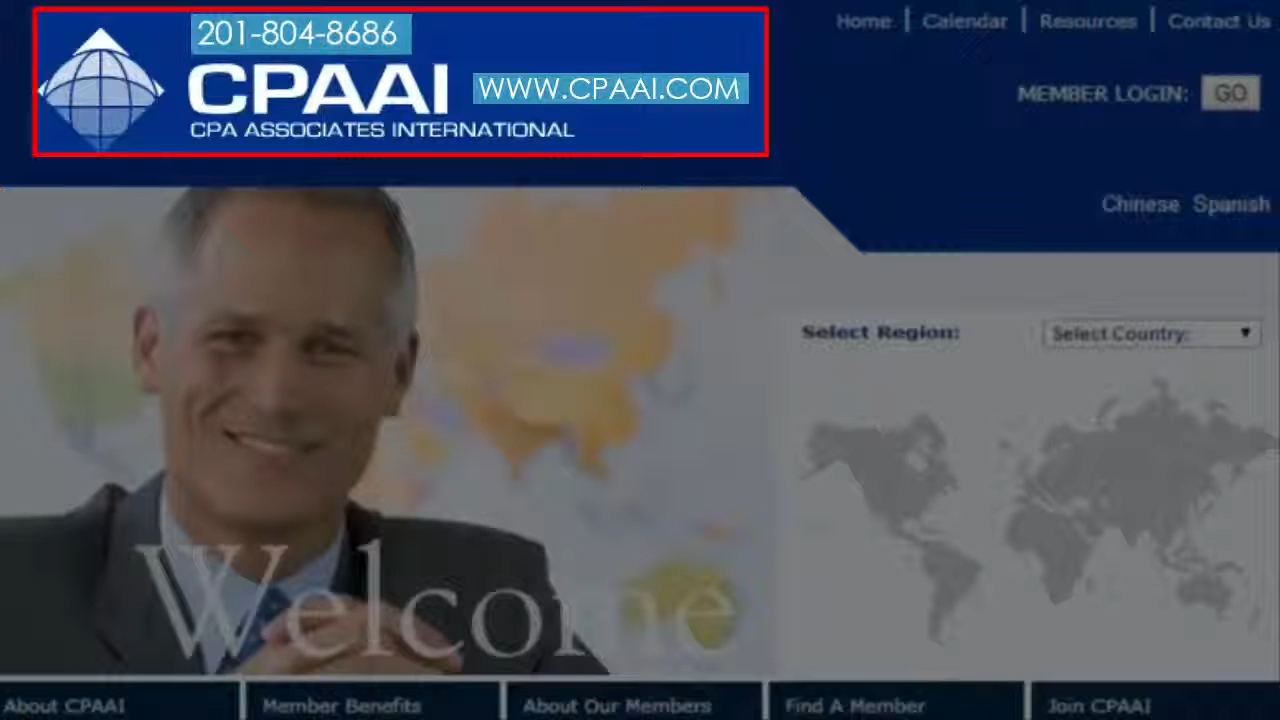 201-804-8686
CPAAI
WWW.CPAAI.COM
CPA ASSOCIATES INTERNATIONAL
Home | Calendar | Resources | Contact Us
MEMBER LOGIN: GO
Chinese Spanish
Select Region: Select Country:
Welcome
About CPAAI
Member Benefits
About Our Members
Find A Member
Join CPAAI